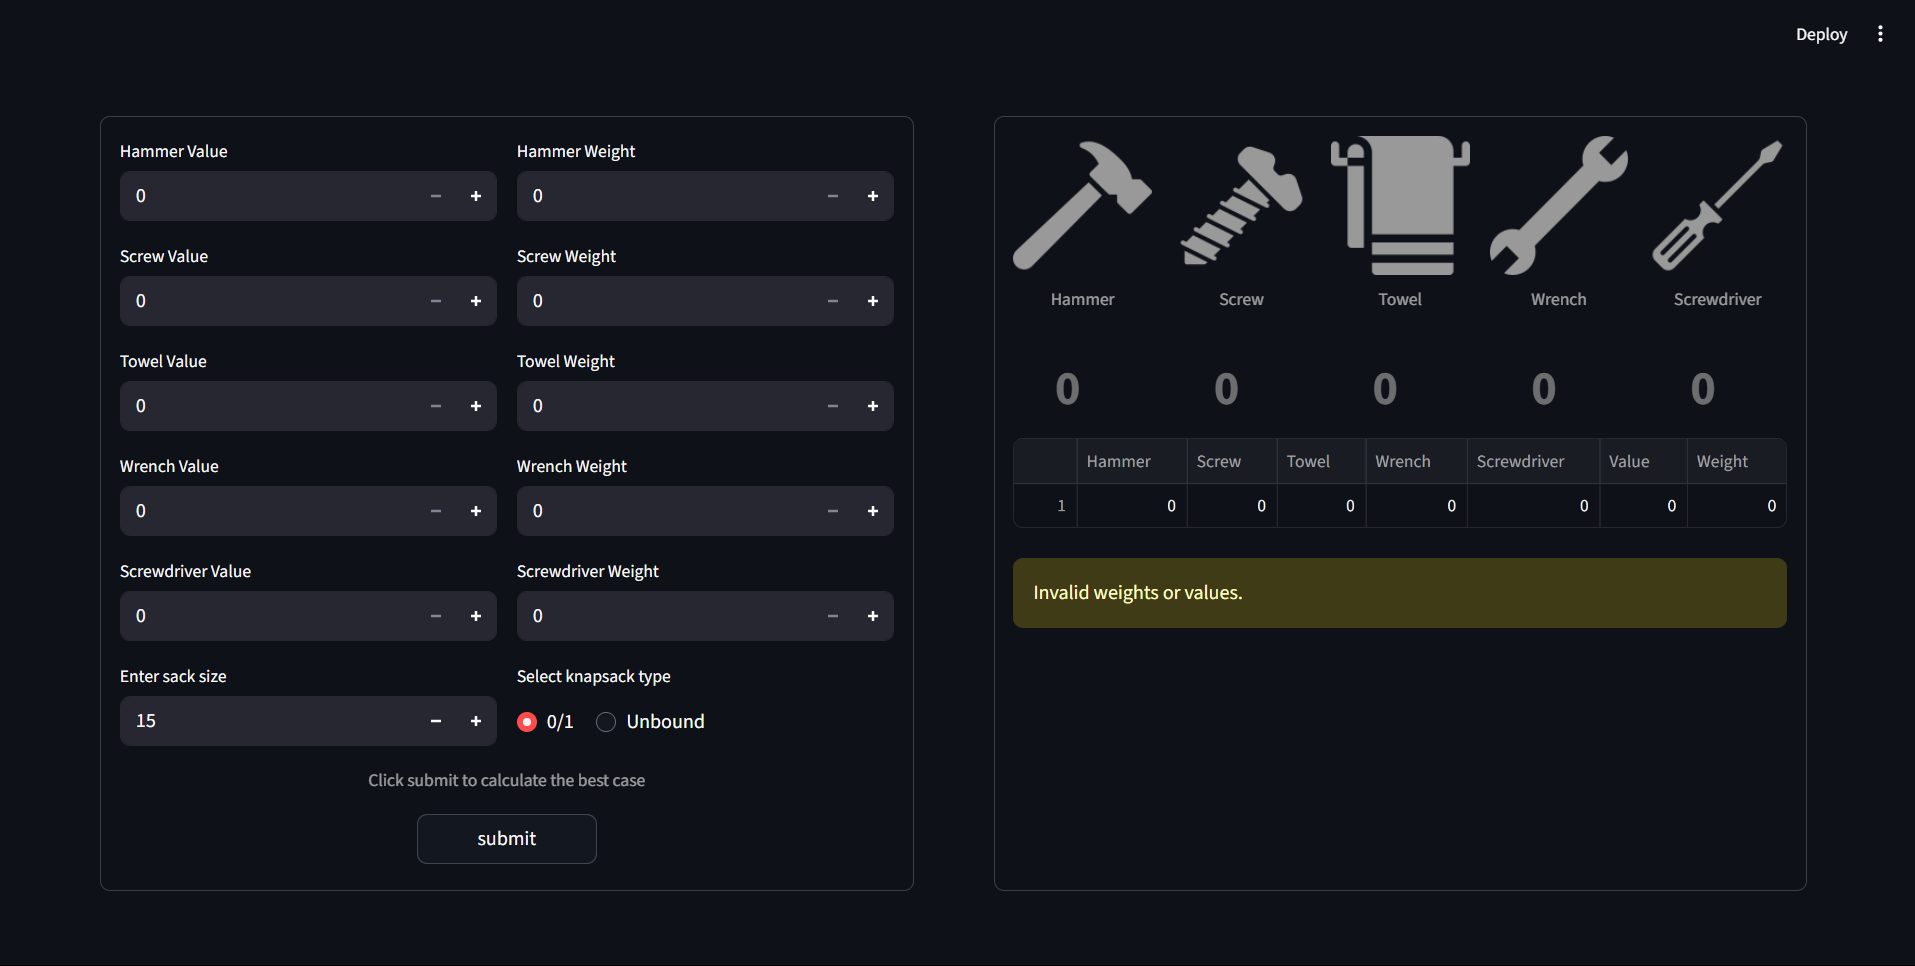 Deploy
Hammer Value Hammer Weight
0 − + 0 − +
Screw Value Screw Weight
0 − + 0 − +
Towel Value Towel Weight
0 − + 0 − +
Wrench Value Wrench Weight
0 − + 0 − +
Screwdriver Value Screwdriver Weight
0 − + 0 − +
Enter sack size Select knapsack type
15 − + 0/1 Unbound
Click submit to calculate the best case
submit
Hammer Screw Towel Wrench Screwdriver
0 0 0 0 0
Hammer Screw Towel Wrench Screwdriver Value Weight
1 0 0 0 0 0 0 0
Invalid weights or values.